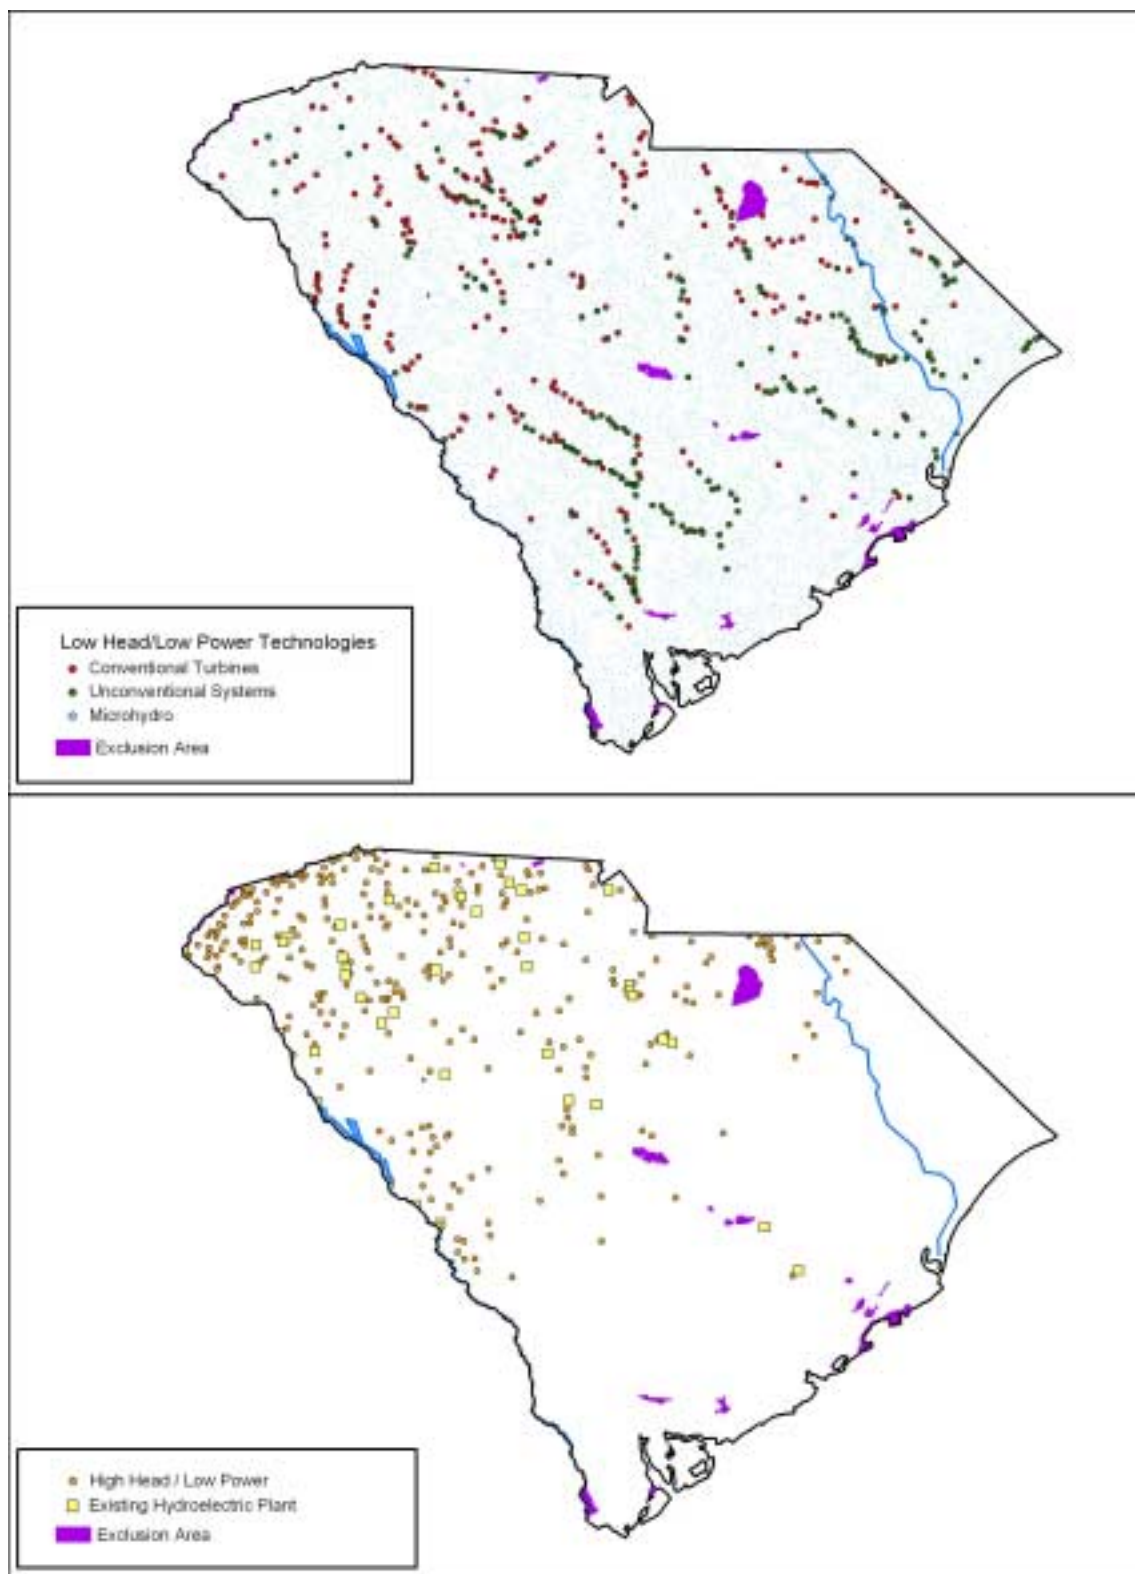 Low Head/Low Power Technologies
Conventional Turbines
Unconventional Systems
Microhydro
Exclusion Area
High Head / Low Power
Existing Hydroelectric Plant
Exclusion Area